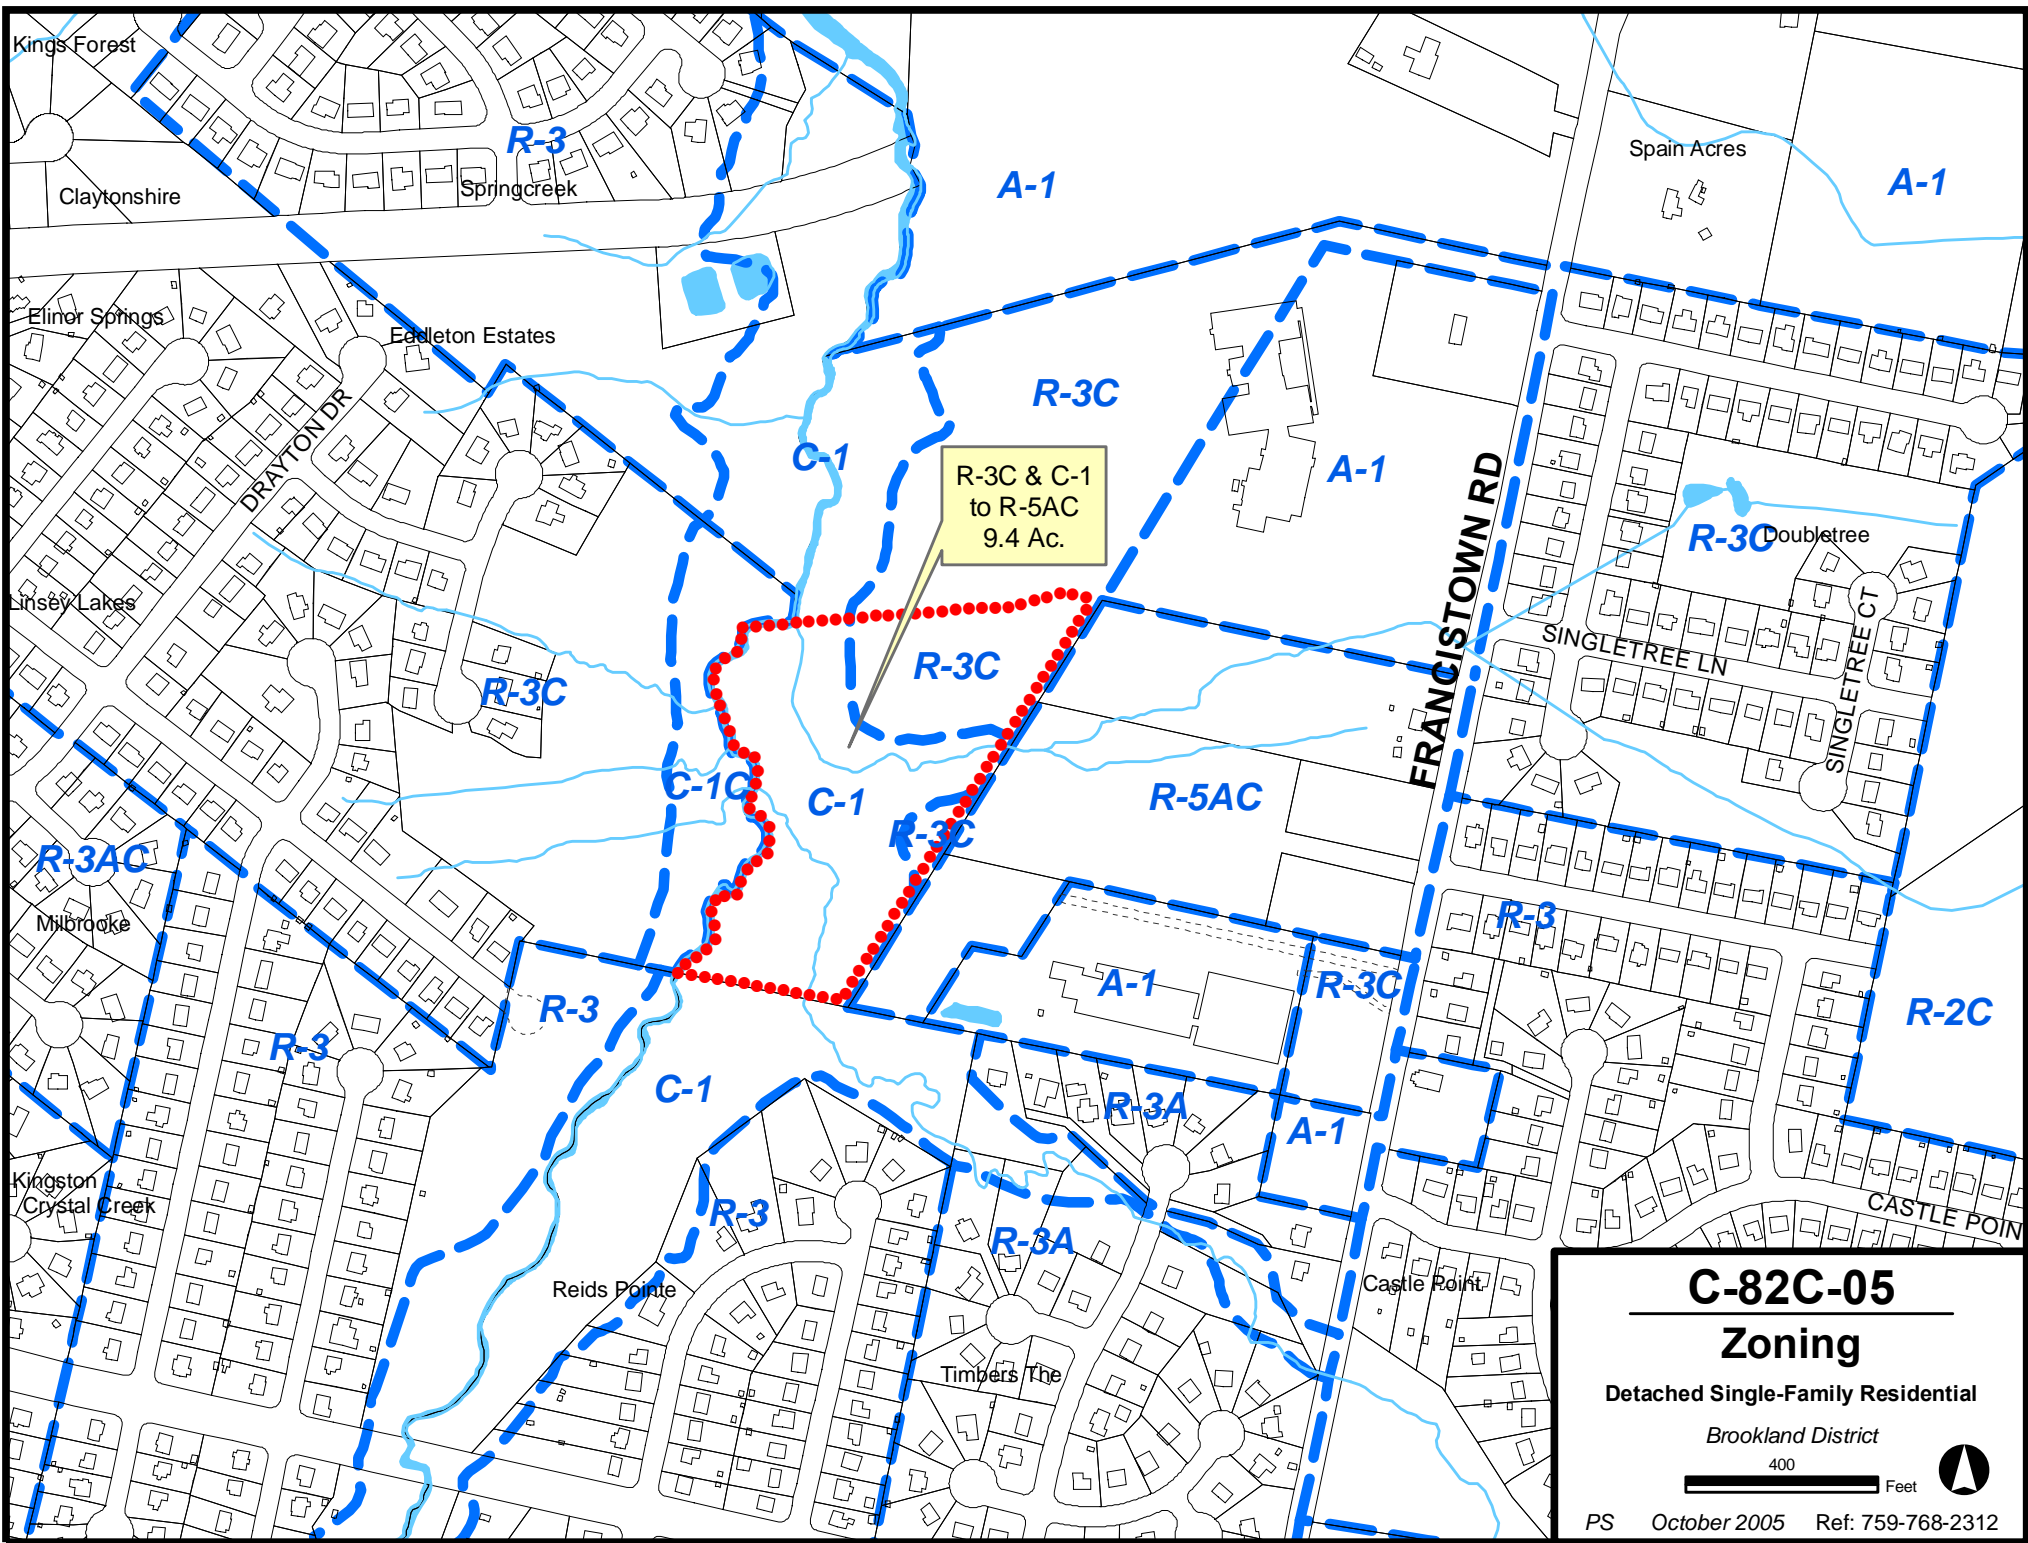 Kings Forest
R-3
Spain Acres
Claytonshire
Springcreek
A-1
A-1
Elinor Springs
Eddleton Estates
DRAYTON DR
R-3C
C-1
R-3C & C-1
to R-5AC
9.4 Ac.
A-1
FRANCISTOWN RD
R-3C
Doubletree
Linsey Lakes
SINGLETREE LN
SINGLETREE CT
R-3C
R-3C
C-1C
C-1
R-3C
R-5AC
R-3AC
Milbrooke
R-3
R-3
R-3
A-1
R-3C
R-2C
C-1
R-3A
A-1
Kingston
Crystal Creek
R-3
R-3A
CASTLE POIN
Reids Pointe
Castle Point
Timbers The
C-82C-05
Zoning
Detached Single-Family Residential
Brookland District
400
Feet
PS October 2005 Ref: 759-768-2312